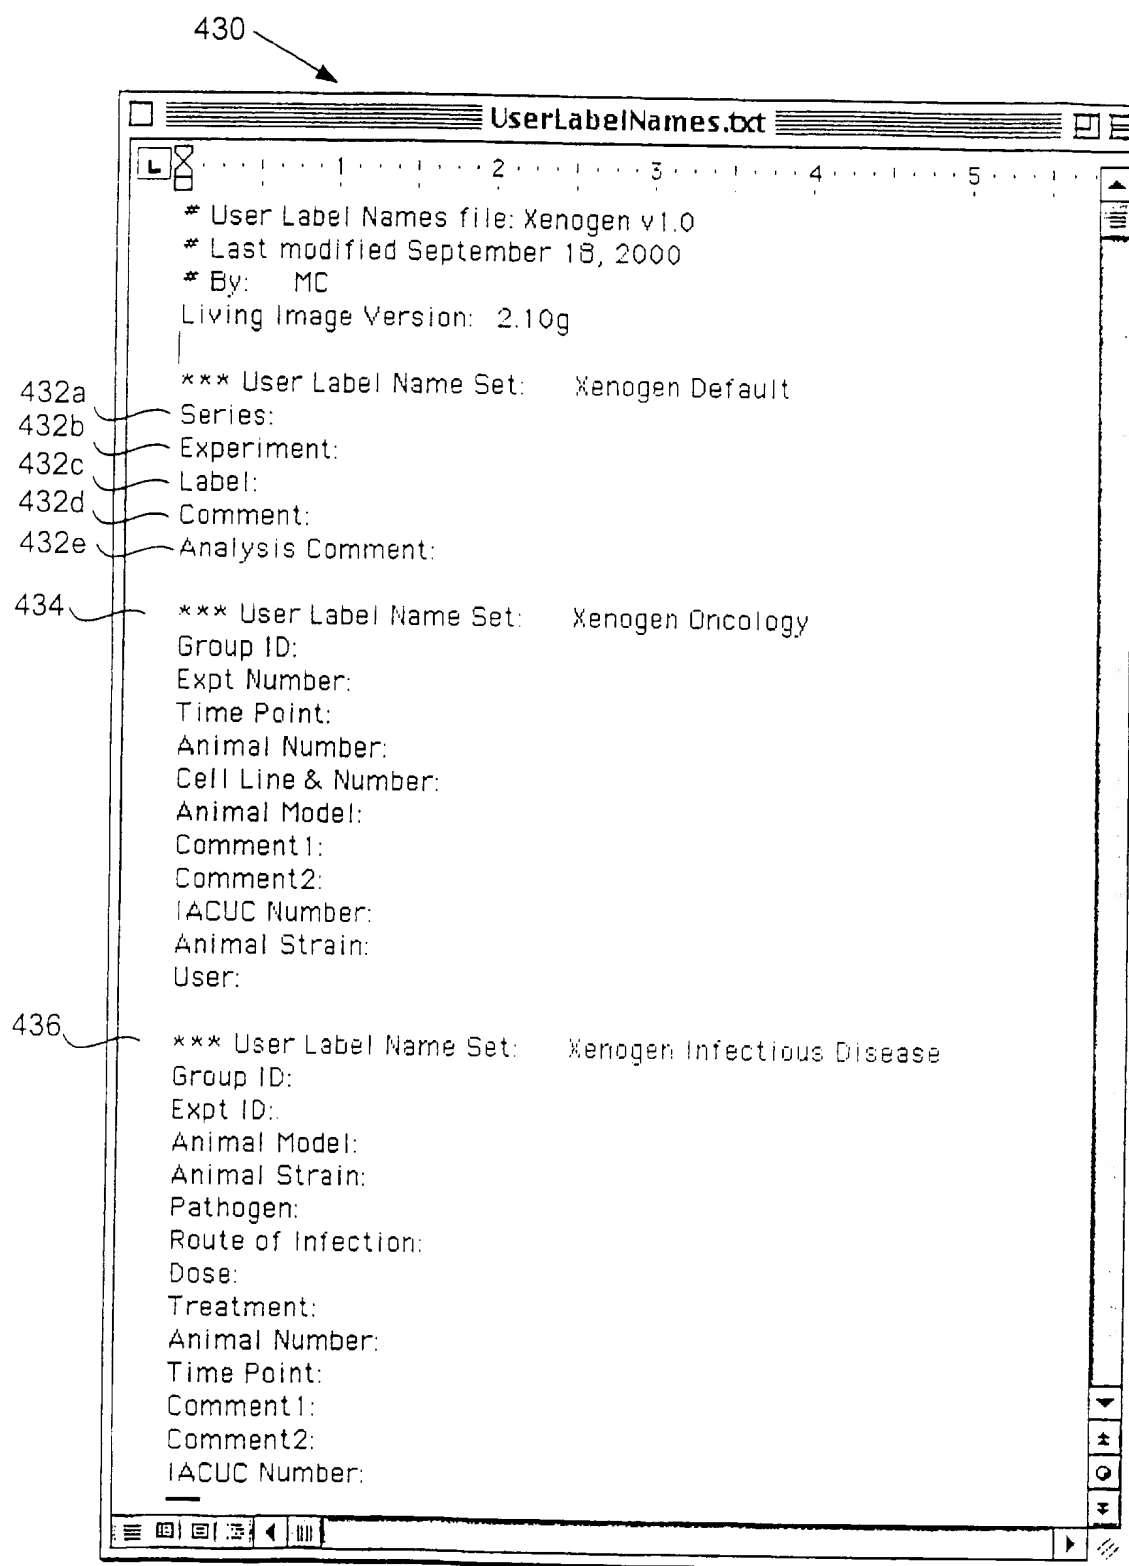 430
UserLabelNames.txt
L 1 2 3 4 5
# User Label Names file: Xenogen v1.0
# Last modified September 18, 2000
# By: MC
Living Image Version: 2.10g
*** User Label Name Set: Xenogen Default
432a Series:
432b Experiment:
432c Label:
432d Comment:
432e Analysis Comment:
434 *** User Label Name Set: Xenogen Oncology
Group ID:
Expt Number:
Time Point:
Animal Number:
Cell Line & Number:
Animal Model:
Comment1:
Comment2:
IACUC Number:
Animal Strain:
User:
436 *** User Label Name Set: Xenogen Infectious Disease
Group ID:
Expt ID:
Animal Model:
Animal Strain:
Pathogen:
Route of Infection:
Dose:
Treatment:
Animal Number:
Time Point:
Comment1:
Comment2:
IACUC Number: